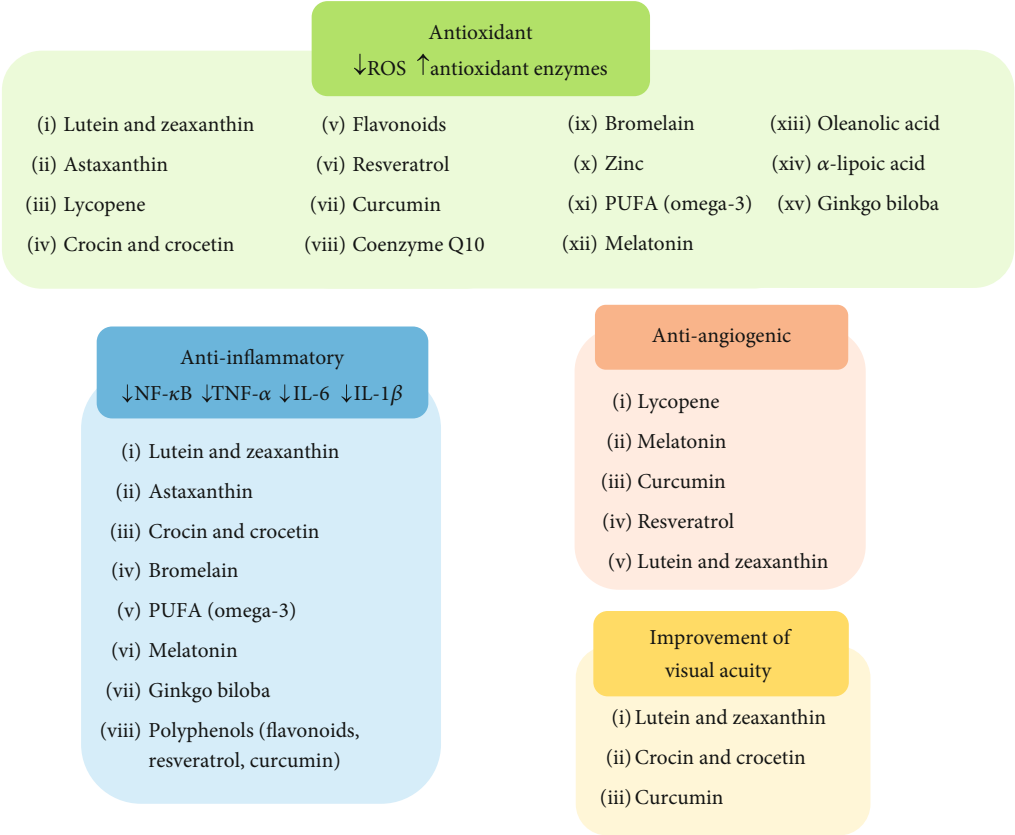 Antioxidant
↓ROS ↑antioxidant enzymes
(i) Lutein and zeaxanthin
(ii) Astaxanthin
(iii) Lycopene
(iv) Crocin and crocetin
(v) Flavonoids
(vi) Resveratrol
(vii) Curcumin
(viii) Coenzyme Q10
(ix) Bromelain
(x) Zinc
(xi) PUFA (omega-3)
(xii) Melatonin
(xiii) Oleanolic acid
(xiv) α-lipoic acid
(xv) Ginkgo biloba
Anti-inflammatory
↓NF-κB ↓TNF-α ↓IL-6 ↓IL-1β
(i) Lutein and zeaxanthin
(ii) Astaxanthin
(iii) Crocin and crocetin
(iv) Bromelain
(v) PUFA (omega-3)
(vi) Melatonin
(vii) Ginkgo biloba
(viii) Polyphenols (flavonoids,
resveratrol, curcumin)
Anti-angiogenic
(i) Lycopene
(ii) Melatonin
(iii) Curcumin
(iv) Resveratrol
(v) Lutein and zeaxanthin
Improvement of
visual acuity
(i) Lutein and zeaxanthin
(ii) Crocin and crocetin
(iii) Curcumin